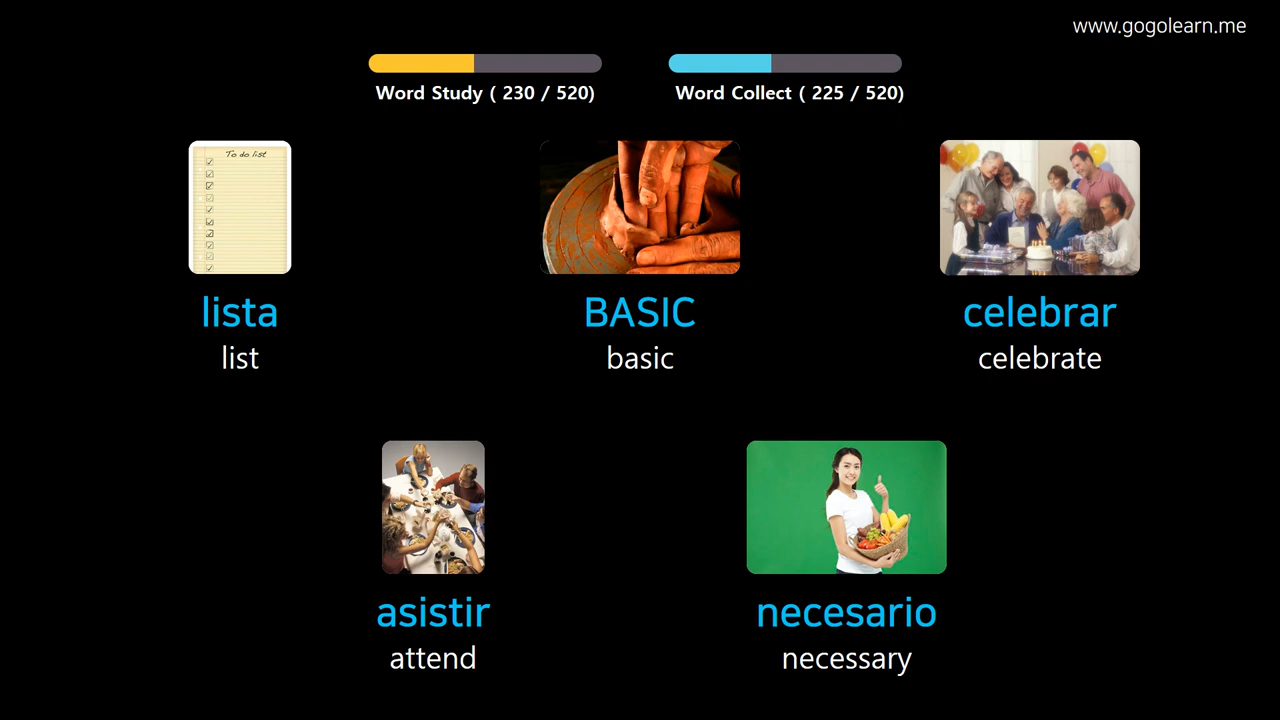 www.gogolearn.me
Word Study ( 230 / 520)
Word Collect ( 225 / 520)
To do list
lista
list
BASIC
basic
celebrar
celebrate
asistir
attend
necesario
necessary